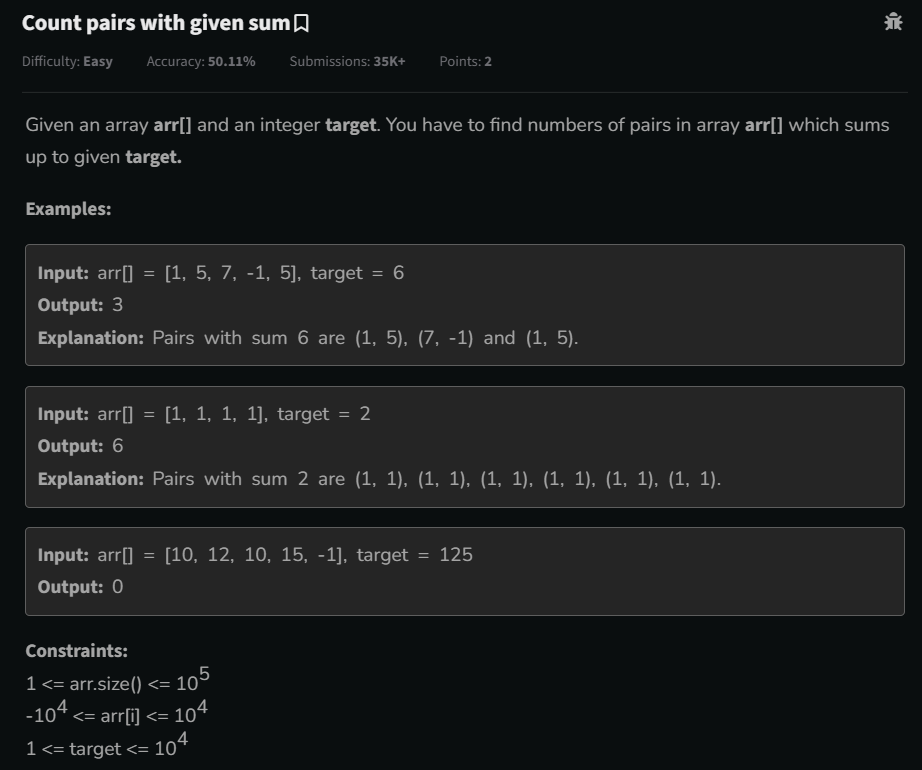 Count pairs with given sum
Difficulty: Easy Accuracy: 50.11% Submissions: 35K+ Points: 2
Given an array arr[] and an integer target. You have to find numbers of pairs in array arr[] which sums
up to given target.
Examples:
Input: arr[] = [1, 5, 7, -1, 5], target = 6
Output: 3
Explanation: Pairs with sum 6 are (1, 5), (7, -1) and (1, 5).
Input: arr[] = [1, 1, 1, 1], target = 2
Output: 6
Explanation: Pairs with sum 2 are (1, 1), (1, 1), (1, 1), (1, 1), (1, 1), (1, 1).
Input: arr[] = [10, 12, 10, 15, -1], target = 125
Output: 0
Constraints:
1 <= arr.size() <= 10^5
-10^4 <= arr[i] <= 10^4
1 <= target <= 10^4